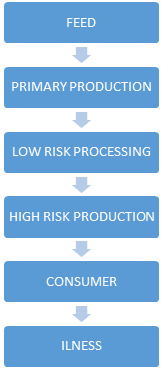 FEED
PRIMARY PRODUCTION
LOW RISK PROCESSING
HIGH RISK PRODUCTION
CONSUMER
ILNESS